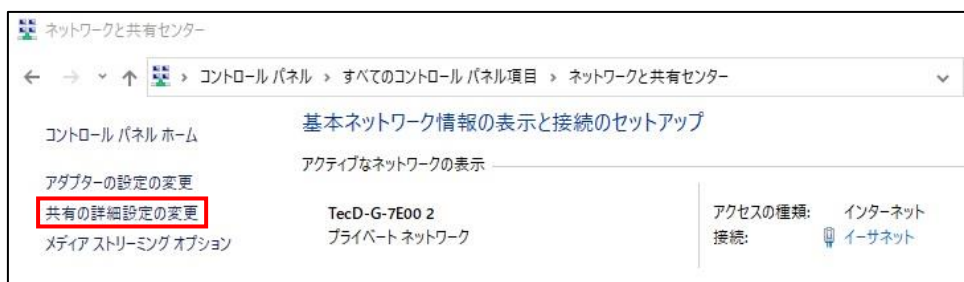 ネットワークと共有センター
コントロール パネル › すべてのコントロール パネル項目 › ネットワークと共有センター
コントロール パネル ホーム
アダプターの設定の変更
共有の詳細設定の変更
メディア ストリーミング オプション
基本ネットワーク情報の表示と接続のセットアップ
アクティブなネットワークの表示
TecD-G-7E00 2
プライベート ネットワーク
アクセスの種類: インターネット
接続: イーサネット